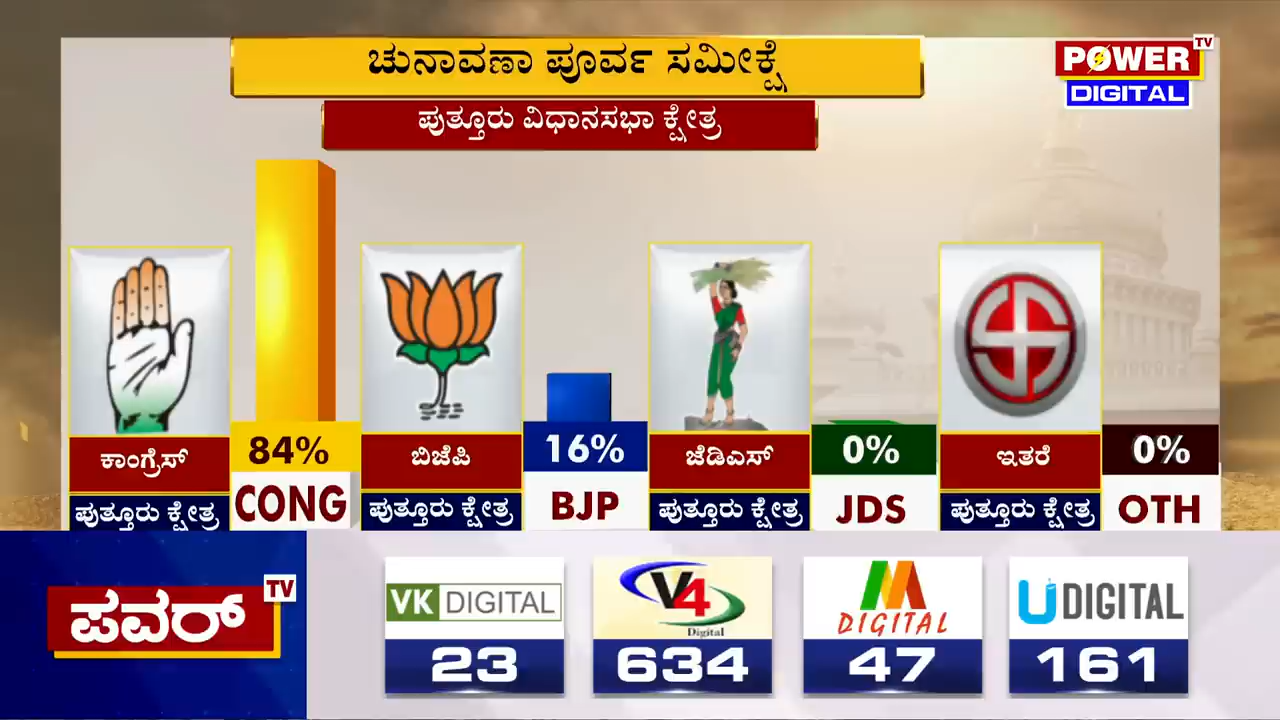 ಚುನಾವಣಾ ಪೂರ್ವ ಸಮೀಕ್ಷೆ
ಪುತ್ತೂರು ವಿಧಾನಸಭಾ ಕ್ಷೇತ್ರ
POWER TV
DIGITAL
84% 16% 0% 0%
ಕಾಂಗ್ರೆಸ್ ಬಿಜೆಪಿ ಜೆಡಿಎಸ್ ಇತರೆ
ಪುತ್ತೂರು ಕ್ಷೇತ್ರ CONG ಪುತ್ತೂರು ಕ್ಷೇತ್ರ BJP ಪುತ್ತೂರು ಕ್ಷೇತ್ರ JDS ಪುತ್ತೂರು ಕ್ಷೇತ್ರ OTH
ಪವರ್ TV
VK DIGITAL
23
V4
Digital
634
M
DIGITAL
47
U DIGITAL
161